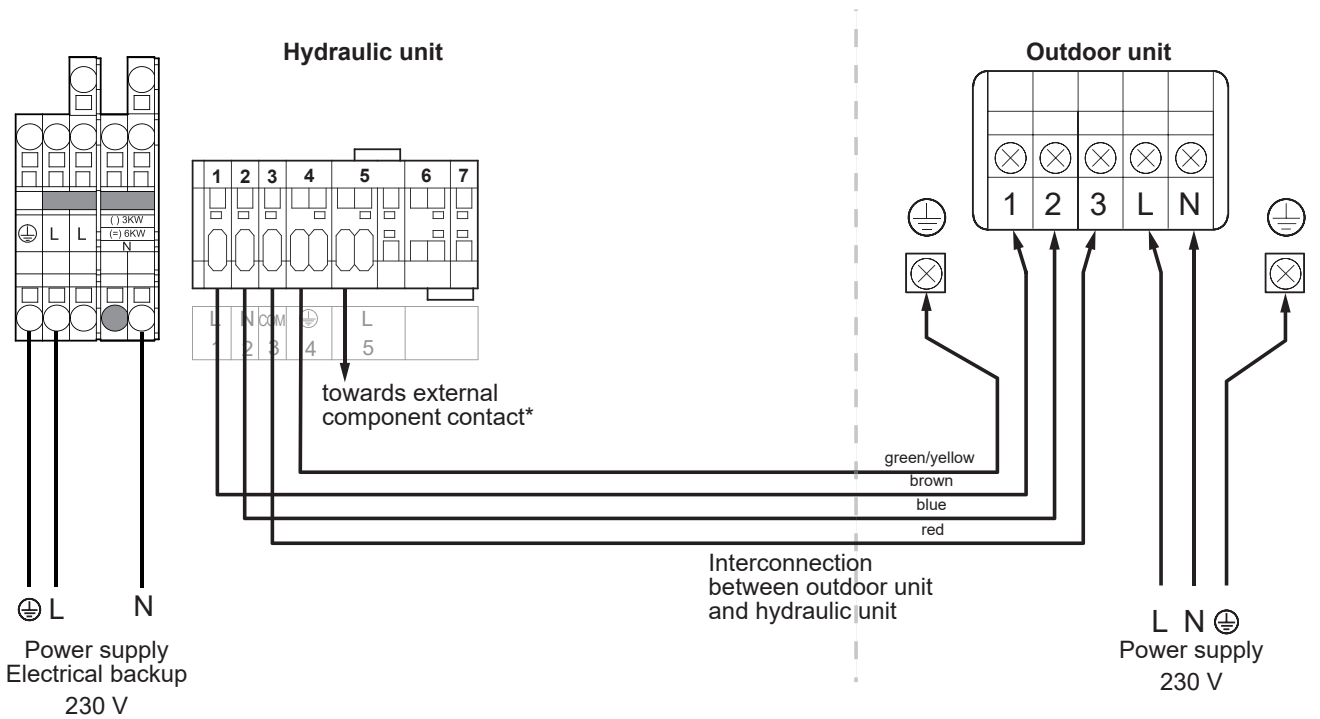 Hydraulic unit
Outdoor unit
1 2 3 4 5 6 7
( ) 3KW
L L (=) 6KW
N
1 2 3 L N
L N COM L
1 2 3 4 5
towards external
component contact*
green/yellow
brown
blue
red
Interconnection
between outdoor unit
and hydraulic unit
L N
Power supply
Electrical backup
230 V
L N
Power supply
230 V